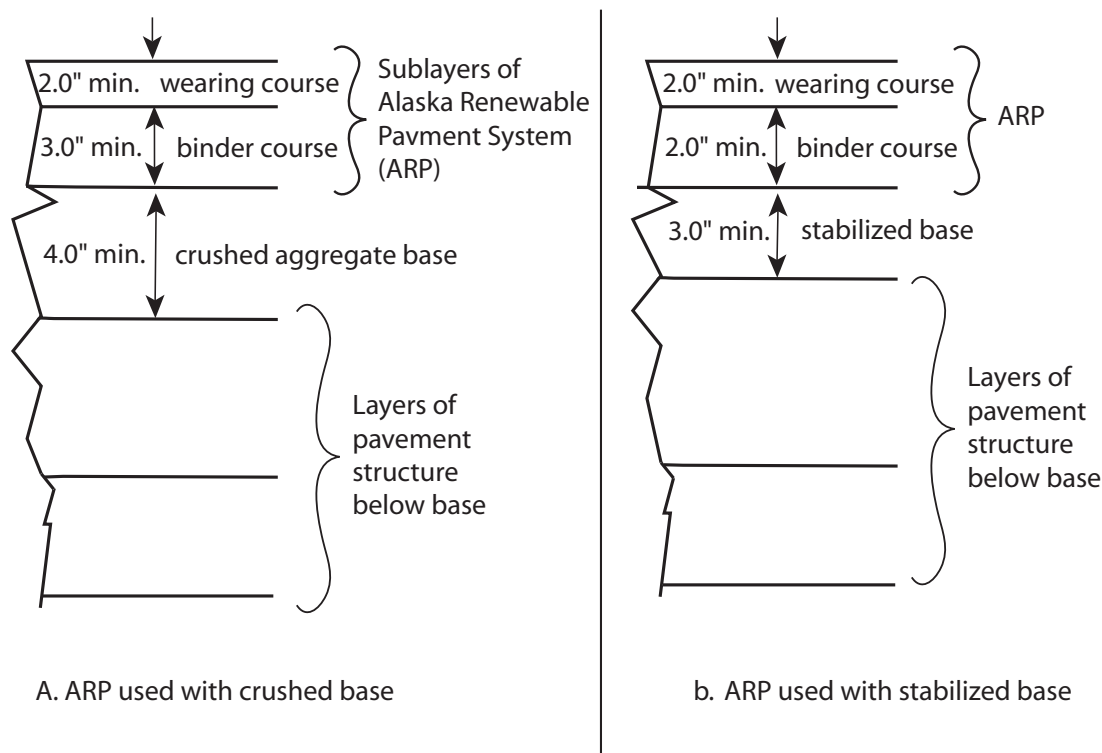 2.0" min. wearing course
3.0" min. binder course
Sublayers of
Alaska Renewable
Pavment System
(ARP)
4.0" min. crushed aggregate base
Layers of
pavement
structure
below base
A. ARP used with crushed base
2.0" min. wearing course
2.0" min. binder course
ARP
3.0" min. stabilized base
Layers of
pavement
structure
below base
b. ARP used with stabilized base